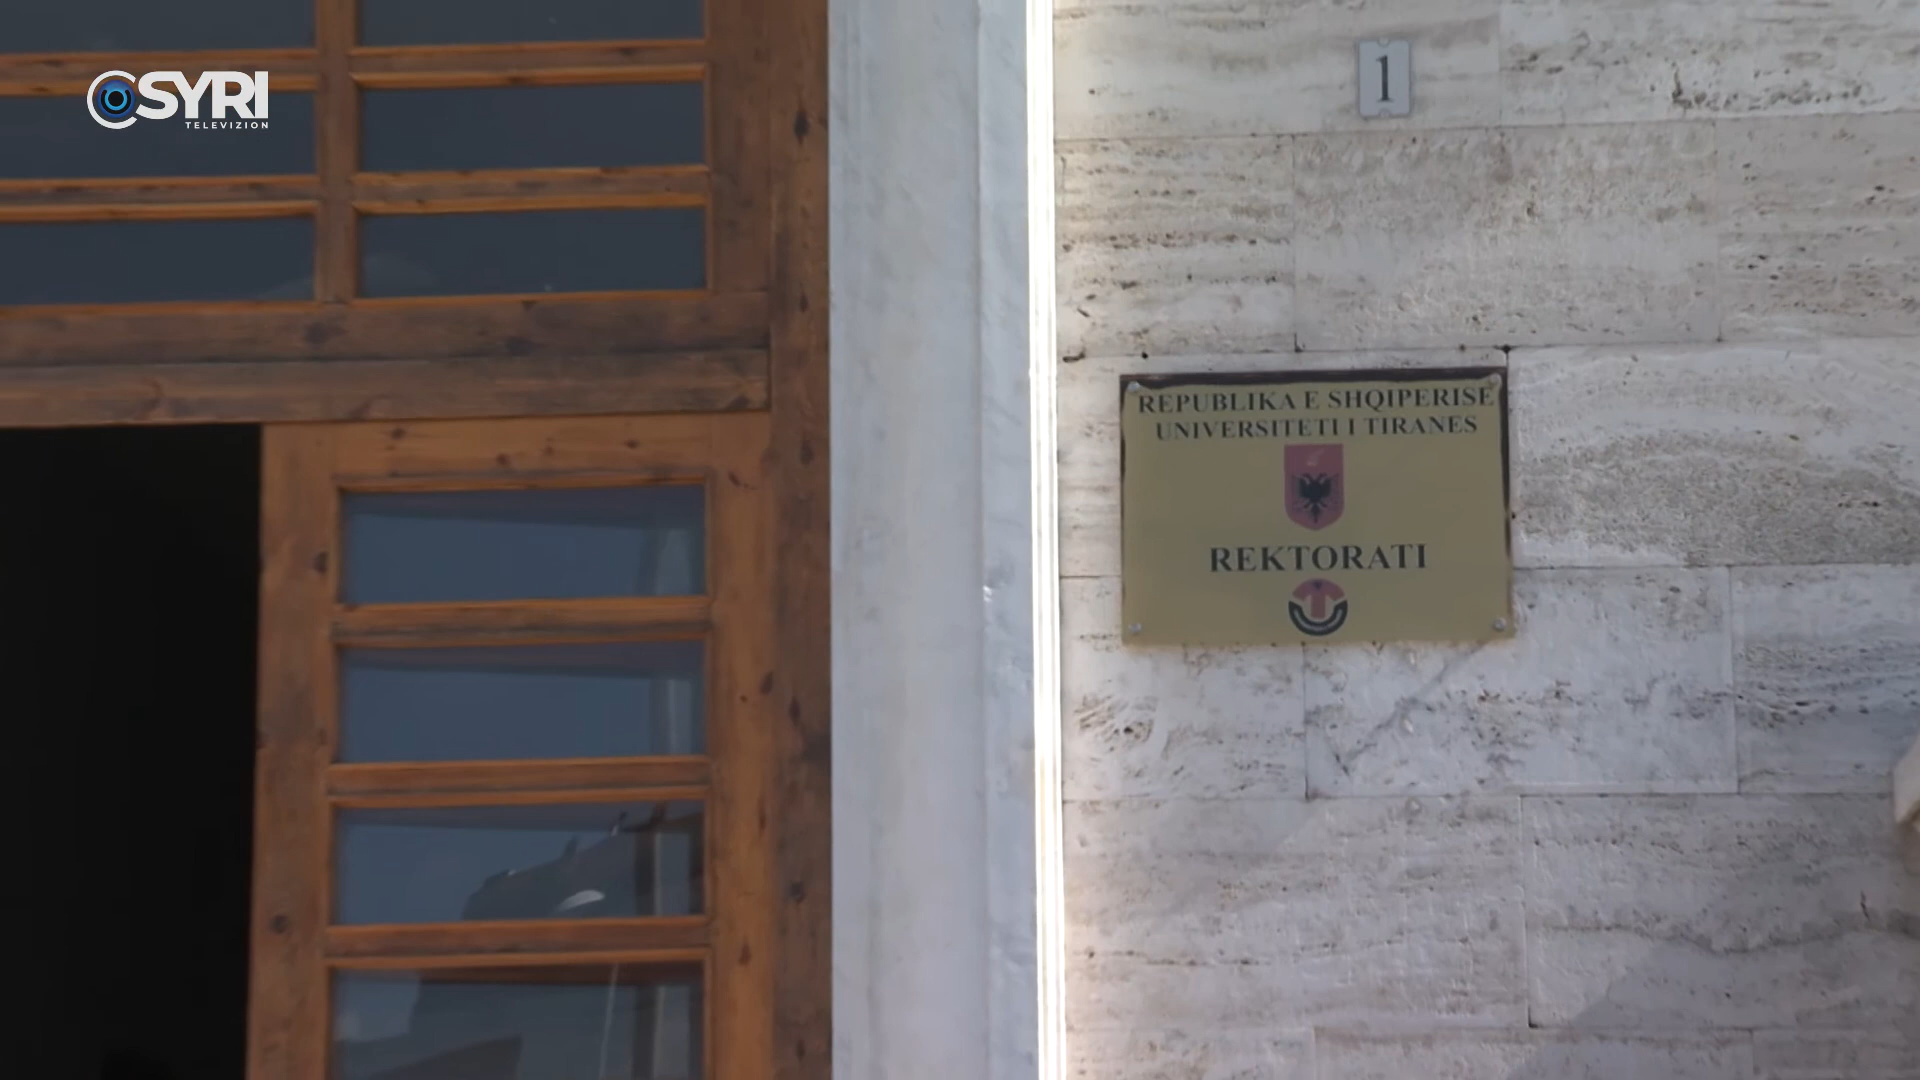 SYRI
TELEVIZION
1
REPUBLIKA E SHQIPERISE
UNIVERSITETI I TIRANES
REKTORATI